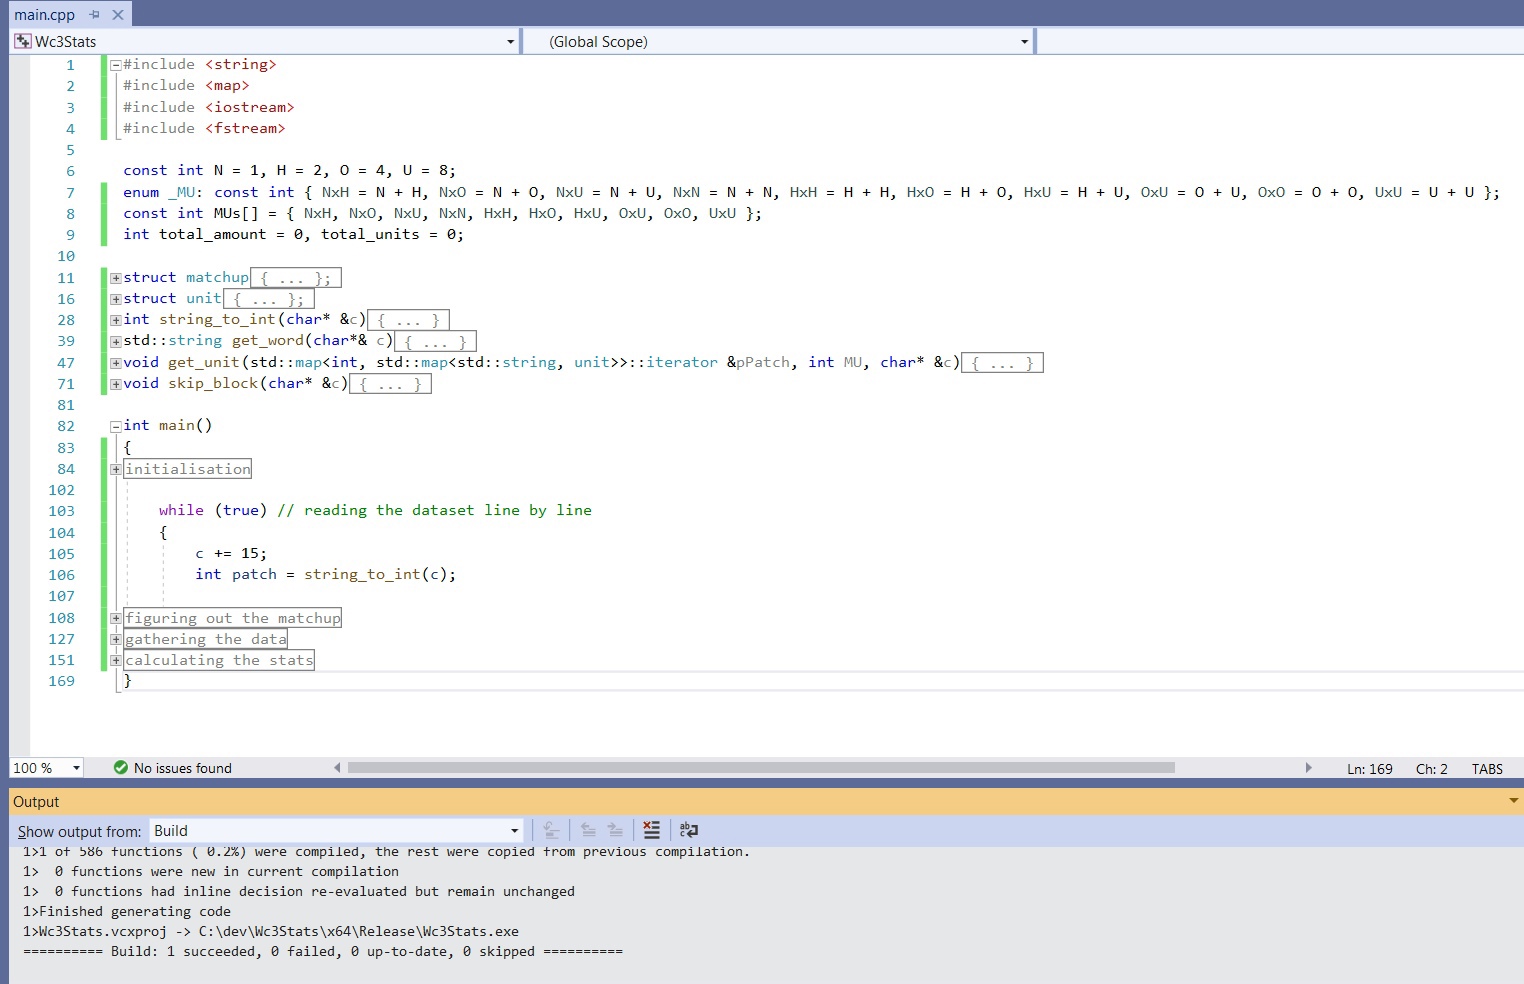 main.cpp
Wc3Stats (Global Scope)
1 #include <string>
2 #include <map>
3 #include <iostream>
4 #include <fstream>
5
6 const int N = 1, H = 2, O = 4, U = 8;
7 enum _MU: const int { NxH = N + H, NxO = N + O, NxU = N + U, NxN = N + N, HxH = H + H, HxO = H + O, HxU = H + U, OxU = O + U, OxO = O + O, UxU = U + U };
8 const int MUs[] = { NxH, NxO, NxU, NxN, HxH, HxO, HxU, OxU, OxO, UxU };
9 int total_amount = 0, total_units = 0;
10
11 struct matchup { ... };
16 struct unit { ... };
28 int string_to_int(char* &c) { ... }
39 std::string get_word(char*& c) { ... }
47 void get_unit(std::map<int, std::map<std::string, unit>>::iterator &pPatch, int MU, char* &c) { ... }
71 void skip_block(char* &c) { ... }
81
82 int main()
83 {
84 initialisation
102
103 while (true) // reading the dataset line by line
104 {
105 c += 15;
106 int patch = string_to_int(c);
107
108 figuring out the matchup
127 gathering the data
151 calculating the stats
169 }
100 % No issues found Ln: 169 Ch: 2 TABS
Output
Show output from: Build
1>1 of 586 functions ( 0.2%) were compiled, the rest were copied from previous compilation.
1> 0 functions were new in current compilation
1> 0 functions had inline decision re-evaluated but remain unchanged
1>Finished generating code
1>Wc3Stats.vcxproj -> C:\dev\Wc3Stats\x64\Release\Wc3Stats.exe
========== Build: 1 succeeded, 0 failed, 0 up-to-date, 0 skipped ==========